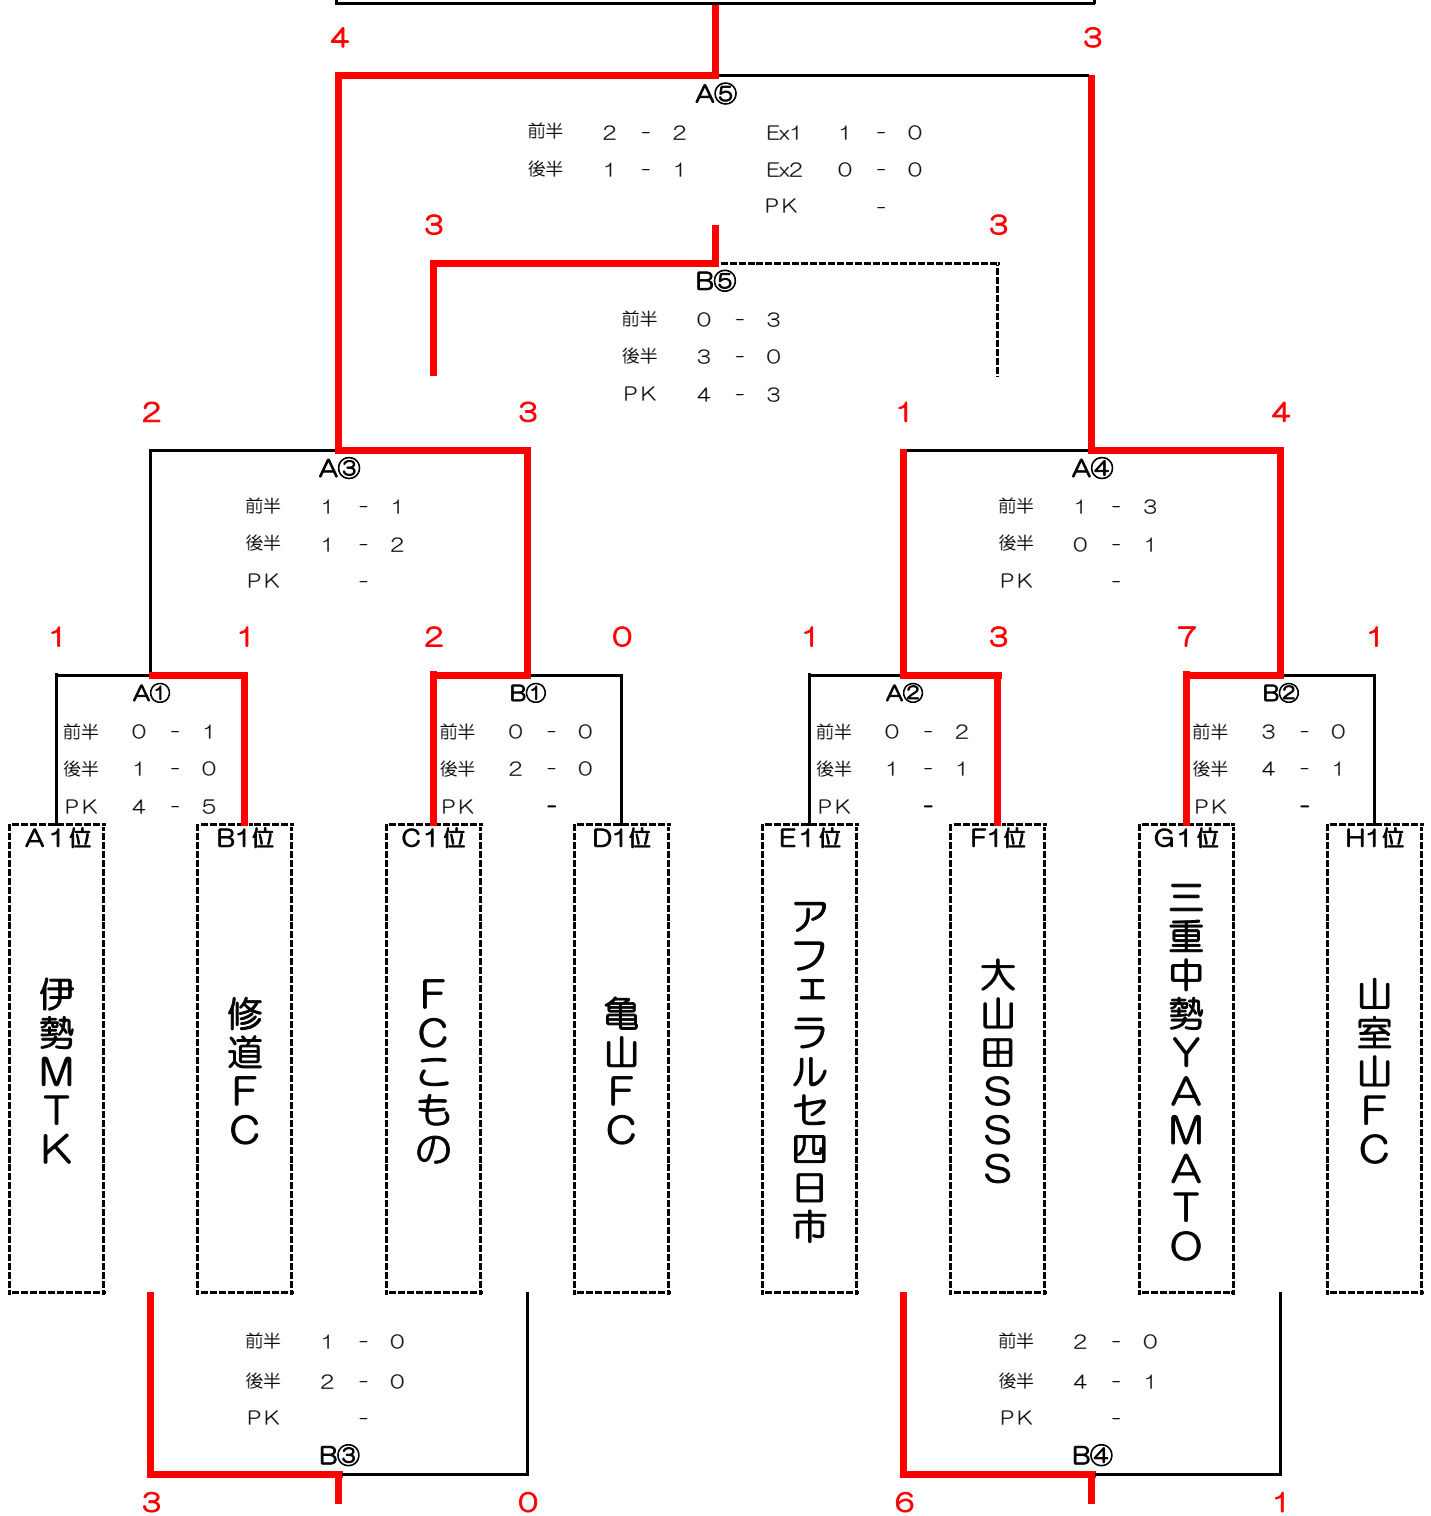 4 3
A⑤
前半 2 - 2 Ex1 1 - 0
後半 1 - 1 Ex2 0 - 0
PK -
3 3
B⑤
前半 0 - 3
後半 3 - 0
PK 4 - 3
2 3 1 4
A③ A④
前半 1 - 1 前半 1 - 3
後半 1 - 2 後半 0 - 1
PK - PK -
1 1 2 0 1 3 7 1
A① B① A② B②
前半 0 - 1 前半 0 - 0 前半 0 - 2 前半 3 - 0
後半 1 - 0 後半 2 - 0 後半 1 - 1 後半 4 - 1
PK 4 - 5 PK - PK - PK -
A1位 B1位 C1位 D1位 E1位 F1位 G1位 H1位
伊勢MTK
修道FC
FCこもの
亀山FC
アフェラルセ四日市
大山田SSS
三重中勢YAMATO
山室山FC
前半 1 - 0 前半 2 - 0
後半 2 - 0 後半 4 - 1
PK - PK -
B③ B④
3 0 6 1